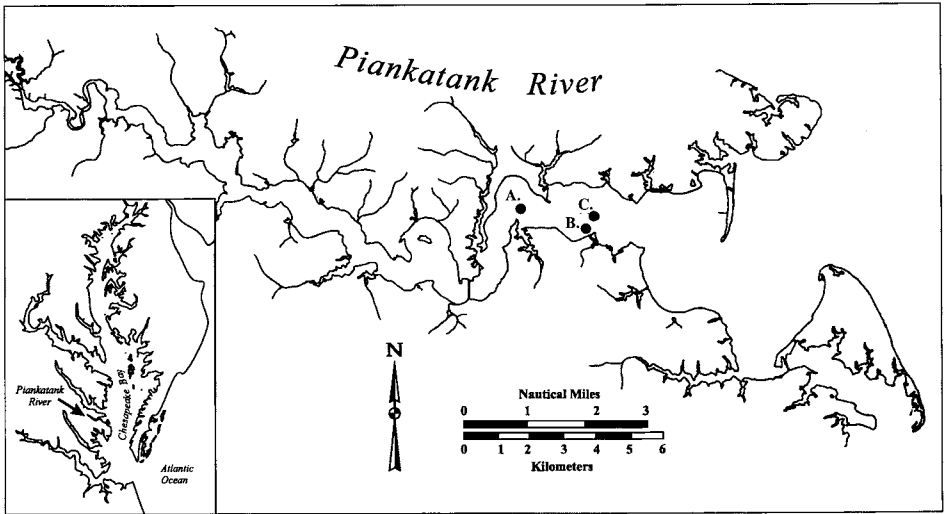 Piankatank River
A.
C.
B.
N
Nautical Miles
0 1 2 3
0 1 2 3 4 5 6
Kilometers
Piankatank
River
Chesapeake Bay
Atlantic
Ocean